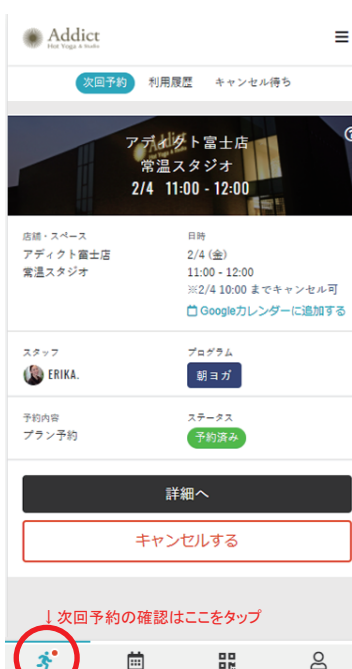 Addict
Hot Yoga & Studio
次回予約 利用履歴 キャンセル待ち
アディクト富士店
常温スタジオ
2/4 11:00 - 12:00
店舗・スペース
アディクト富士店
常温スタジオ
日時
2/4 (金)
11:00 - 12:00
※2/4 10:00 までキャンセル可
Googleカレンダーに追加する
スタッフ
ERIKA.
プログラム
朝ヨガ
予約内容
プラン予約
ステータス
予約済み
詳細へ
キャンセルする
↓次回予約の確認はここをタップ